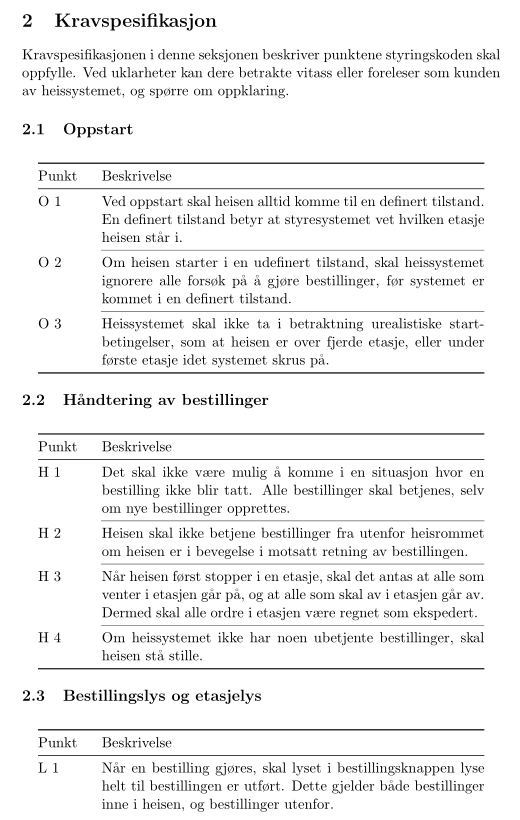 2 Kravspesifikasjon
Kravspesifikasjonen i denne seksjonen beskriver punktene styringskoden skal
oppfylle. Ved uklarheter kan dere betrakte vitass eller foreleser som kunden
av heissystemet, og spørre om oppklaring.
2.1 Oppstart
Punkt Beskrivelse
O 1 Ved oppstart skal heisen alltid komme til en definert tilstand.
En definert tilstand betyr at styresystemet vet hvilken etasje
heisen står i.
O 2 Om heisen starter i en udefinert tilstand, skal heissystemet
ignorere alle forsøk på å gjøre bestillinger, før systemet er
kommet i en definert tilstand.
O 3 Heissystemet skal ikke ta i betraktning urealistiske start-
betingelser, som at heisen er over fjerde etasje, eller under
første etasje idet systemet skrus på.
2.2 Håndtering av bestillinger
Punkt Beskrivelse
H 1 Det skal ikke være mulig å komme i en situasjon hvor en
bestilling ikke blir tatt. Alle bestillinger skal betjenes, selv
om nye bestillinger opprettes.
H 2 Heisen skal ikke betjene bestillinger fra utenfor heisrommet
om heisen er i bevegelse i motsatt retning av bestillingen.
H 3 Når heisen først stopper i en etasje, skal det antas at alle som
venter i etasjen går på, og at alle som skal av i etasjen går av.
Dermed skal alle ordre i etasjen være regnet som ekspedert.
H 4 Om heissystemet ikke har noen ubetjente bestillinger, skal
heisen stå stille.
2.3 Bestillingslys og etasjelys
Punkt Beskrivelse
L 1 Når en bestilling gjøres, skal lyset i bestillingsknappen lyse
helt til bestillingen er utført. Dette gjelder både bestillinger
inne i heisen, og bestillinger utenfor.